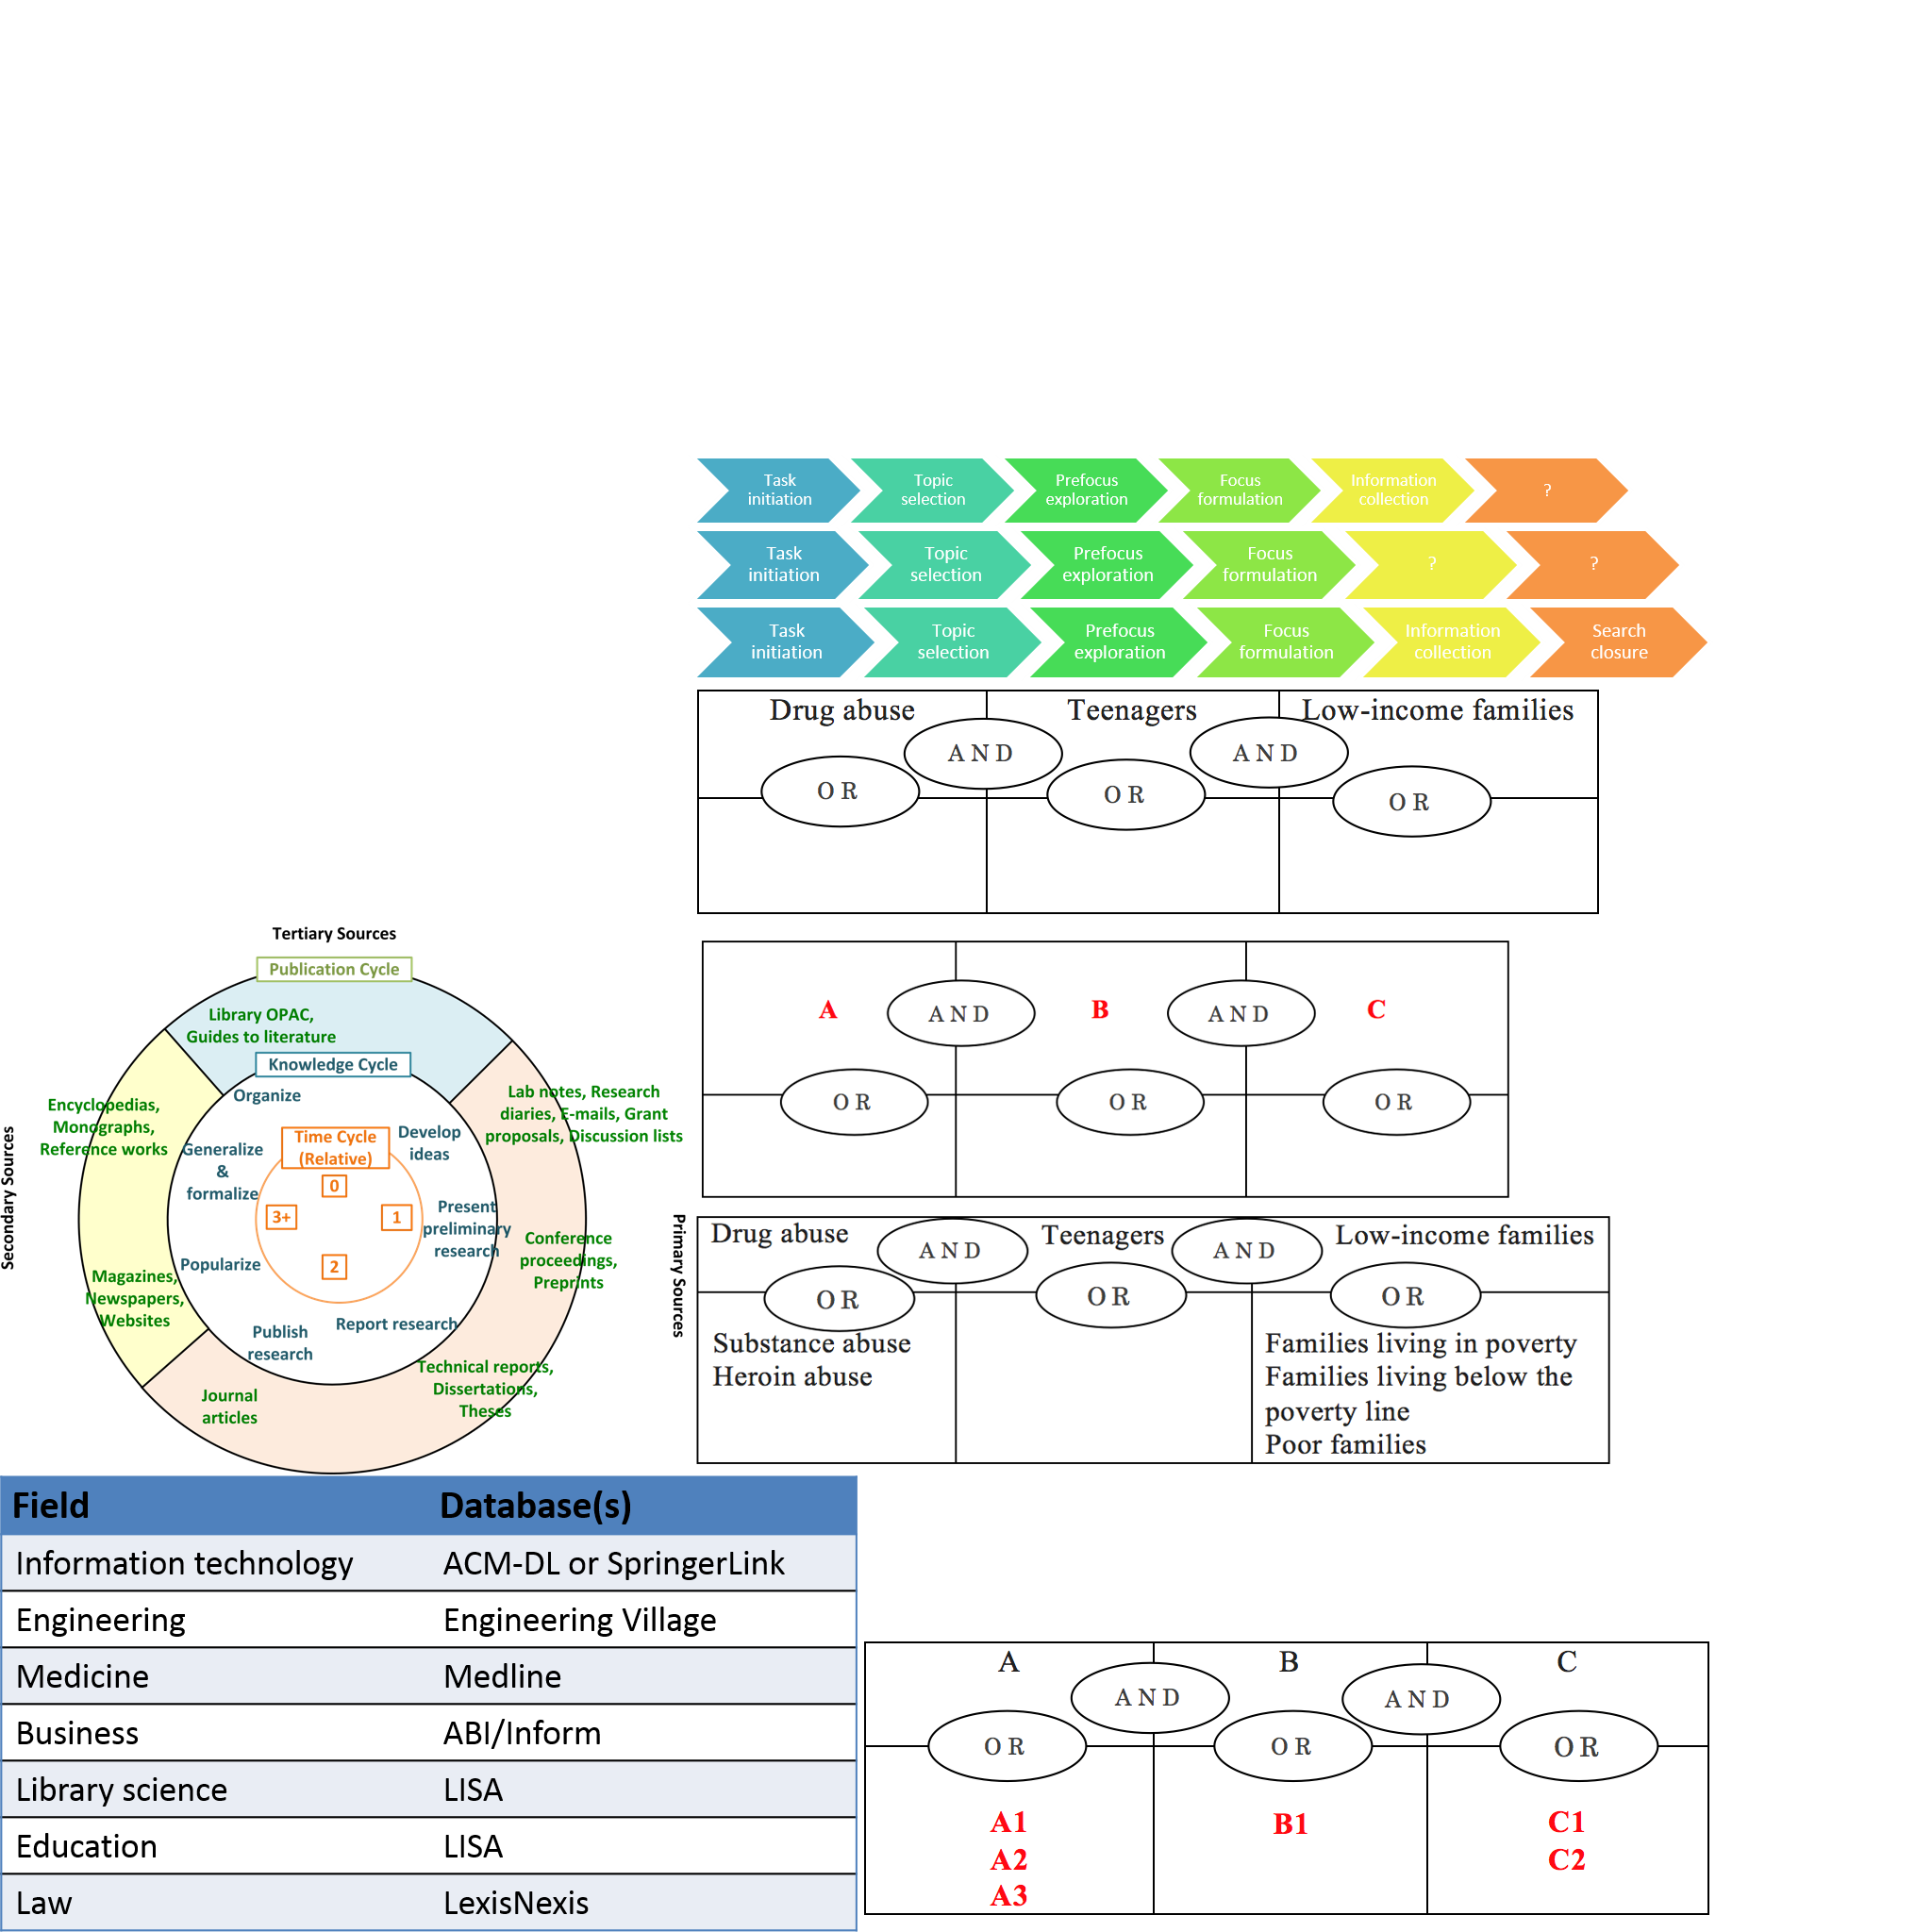 Task
initiation
Topic
selection
Prefocus
exploration
Focus
formulation
Information
collection
?
Task
initiation
Topic
selection
Prefocus
exploration
Focus
formulation
?
?
Task
initiation
Topic
selection
Prefocus
exploration
Focus
formulation
Information
collection
Search
closure
Drug abuse
Teenagers
Low-income families
AND
AND
OR
OR
OR
A
AND
B
AND
C
OR
OR
OR
Drug abuse
AND
Teenagers
AND
Low-income families
OR
OR
OR
Substance abuse
Heroin abuse
Families living in poverty
Families living below the
poverty line
Poor families
Tertiary Sources
Publication Cycle
Library OPAC,
Guides to literature
Knowledge Cycle
Organize
Encyclopedias,
Monographs,
Reference works
Lab notes, Research
diaries, E-mails, Grant
proposals, Discussion lists
Generalize
&
formalize
Time Cycle
(Relative)
Develop
ideas
0
3+
1
2
Present
preliminary
research
Conference
proceedings,
Preprints
Popularize
Magazines,
Newspapers,
Websites
Publish
research
Report research
Technical reports,
Dissertations,
Theses
Journal
articles
Secondary Sources
Primary Sources
Field Database(s)
Information technology ACM-DL or SpringerLink
Engineering Engineering Village
Medicine Medline
Business ABI/Inform
Library science LISA
Education LISA
Law LexisNexis
A
B
C
AND
AND
OR
OR
OR
A1
A2
A3
B1
C1
C2